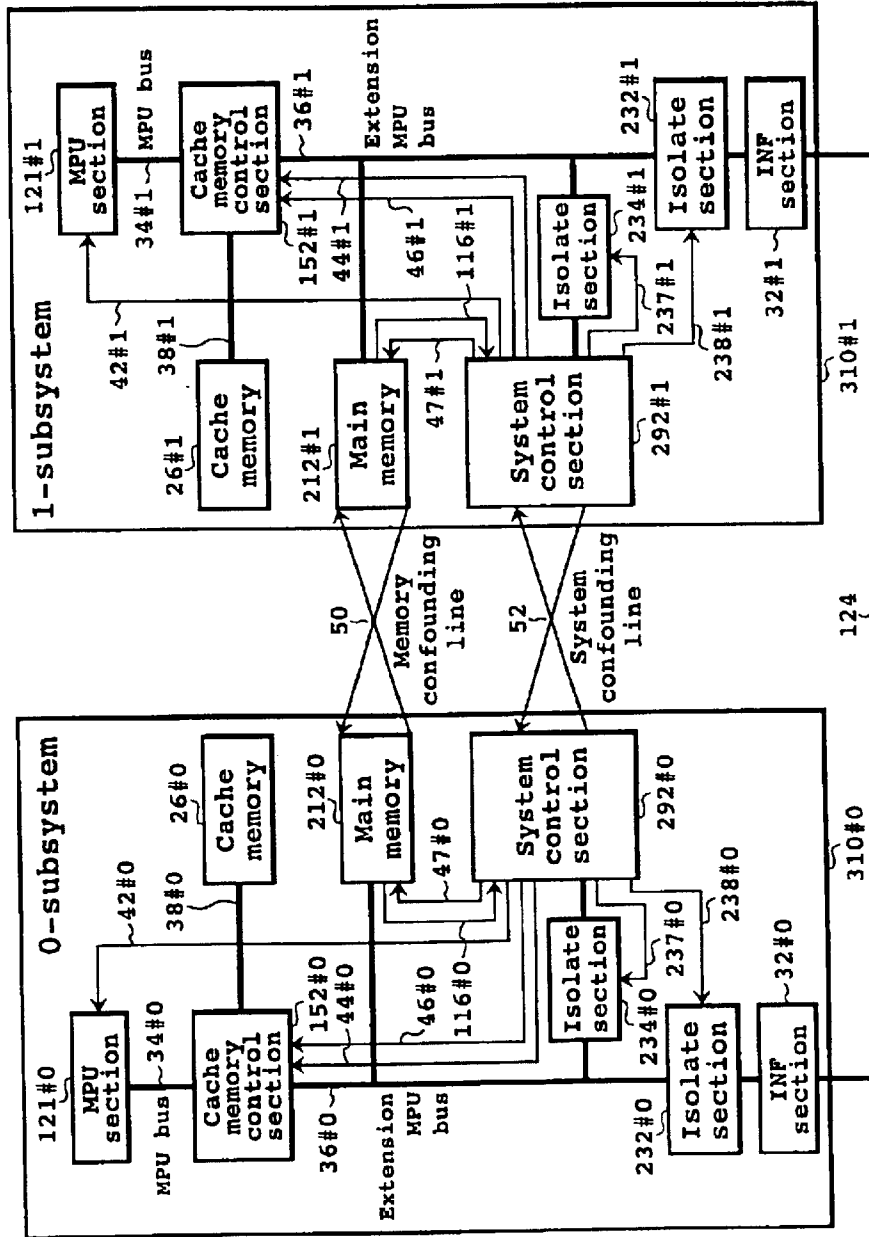 0-subsystem
121#0
MPU
section
42#0
MPU bus
34#0
38#0
26#0
Cache
memory
Cache
memory
control
section
152#0
44#0
212#0
Main
memory
36#0
Extension
MPU
bus
46#0
116#0
47#0
System
control
section
292#0
Isolate
section
234#0
237#0
238#0
232#0
Isolate
section
INF
section
32#0
310#0
50
Memory
confounding
line
52
System
confounding
line
124
1-subsystem
121#1
MPU
section
42#1
34#1
MPU bus
38#1
26#1
Cache
memory
Cache
memory
control
section
36#1
152#1
44#1
Extension
MPU
bus
212#1
Main
memory
46#1
116#1
47#1
System
control
section
292#1
Isolate
section
234#1
237#1
238#1
232#1
Isolate
section
INF
section
32#1
310#1